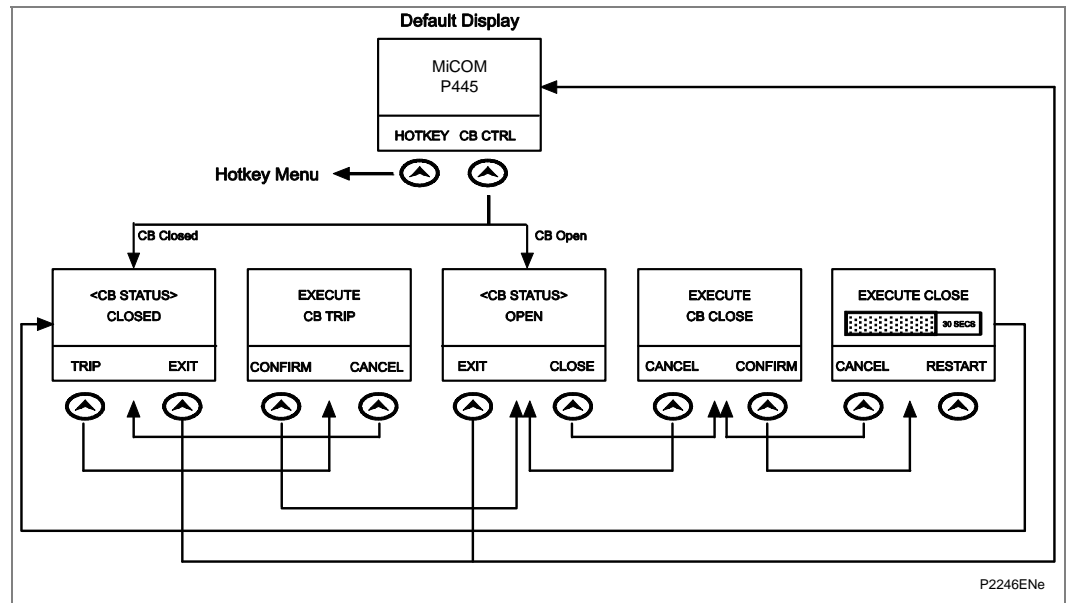 Default Display
MiCOM
P445
HOTKEY CB CTRL
Hotkey Menu
CB Closed
CB Open
<CB STATUS>
CLOSED
TRIP EXIT
EXECUTE
CB TRIP
CONFIRM CANCEL
<CB STATUS>
OPEN
EXIT CLOSE
EXECUTE
CB CLOSE
CANCEL CONFIRM
EXECUTE CLOSE
30 SECS
CANCEL RESTART
P2246ENe